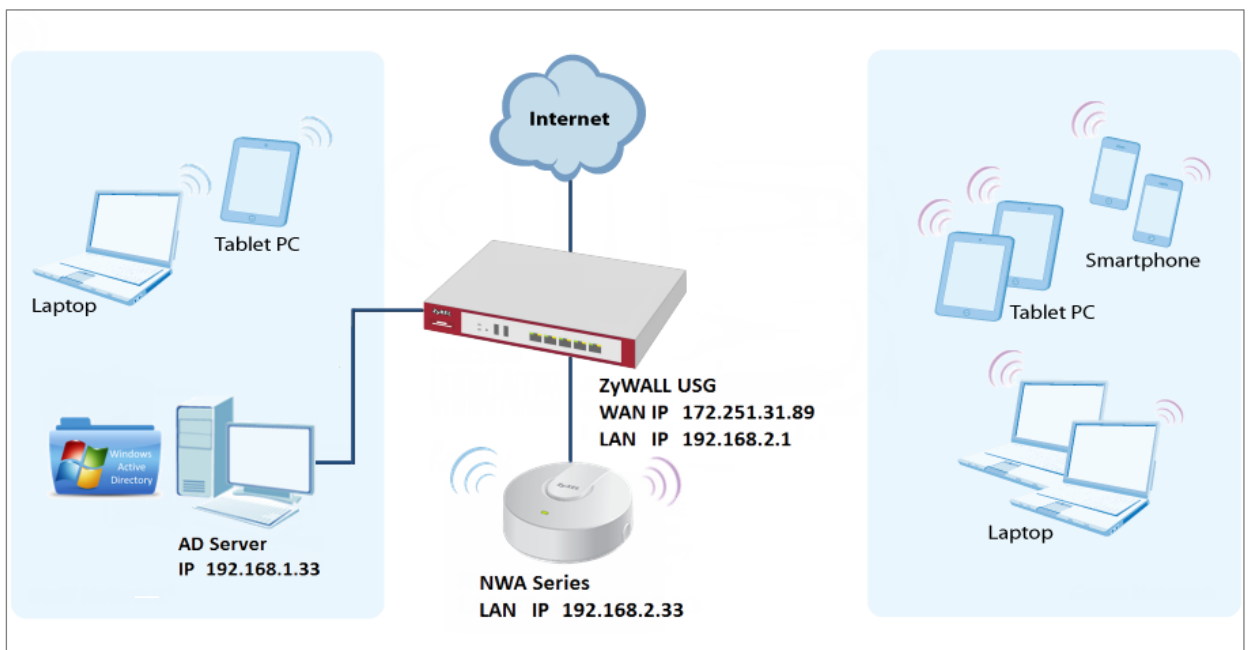 Internet
Tablet PC
Laptop
Smartphone
Tablet PC
ZyXEL
ZyWALL USG
WAN IP 172.251.31.89
LAN IP 192.168.2.1
Windows
Active
Directory
ZyXEL
Laptop
AD Server
IP 192.168.1.33
NWA Series
LAN IP 192.168.2.33